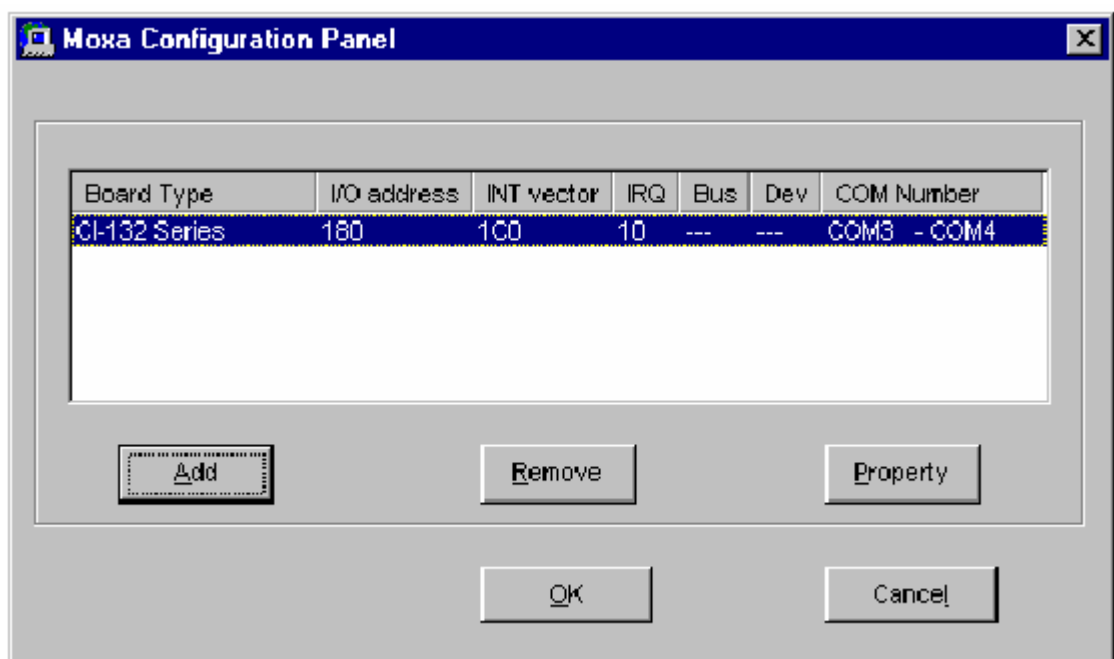 Moxa Configuration Panel
Board Type I/O address INT vector IRQ Bus Dev COM Number
CI-132 Series 180 1C0 10 --- --- COM3 - COM4
Add Remove Property
OK Cancel